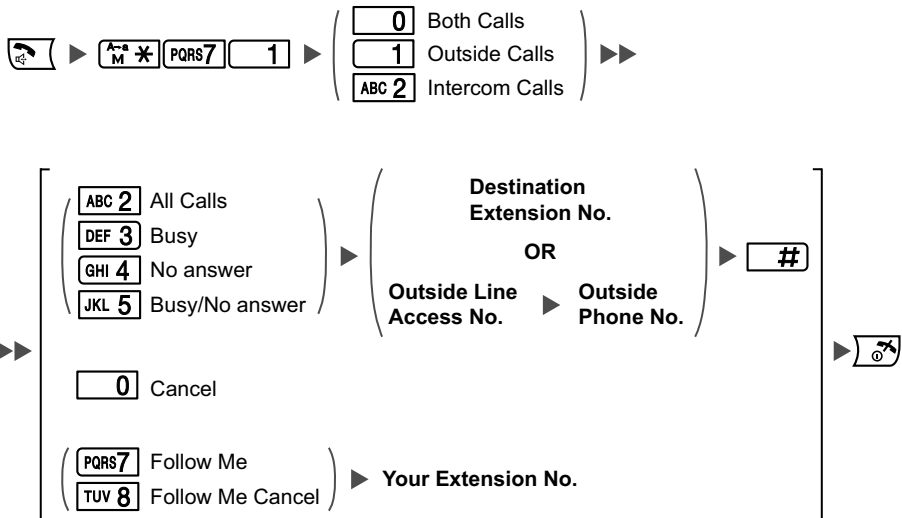 A→a M * PQRS7 1
0 Both Calls
1 Outside Calls
ABC 2 Intercom Calls
ABC 2 All Calls
DEF 3 Busy
GHI 4 No answer
JKL 5 Busy/No answer
Destination
Extension No.
OR
Outside Line
Access No.
Outside
Phone No.
#
0 Cancel
PQRS7 Follow Me
TUV 8 Follow Me Cancel
Your Extension No.